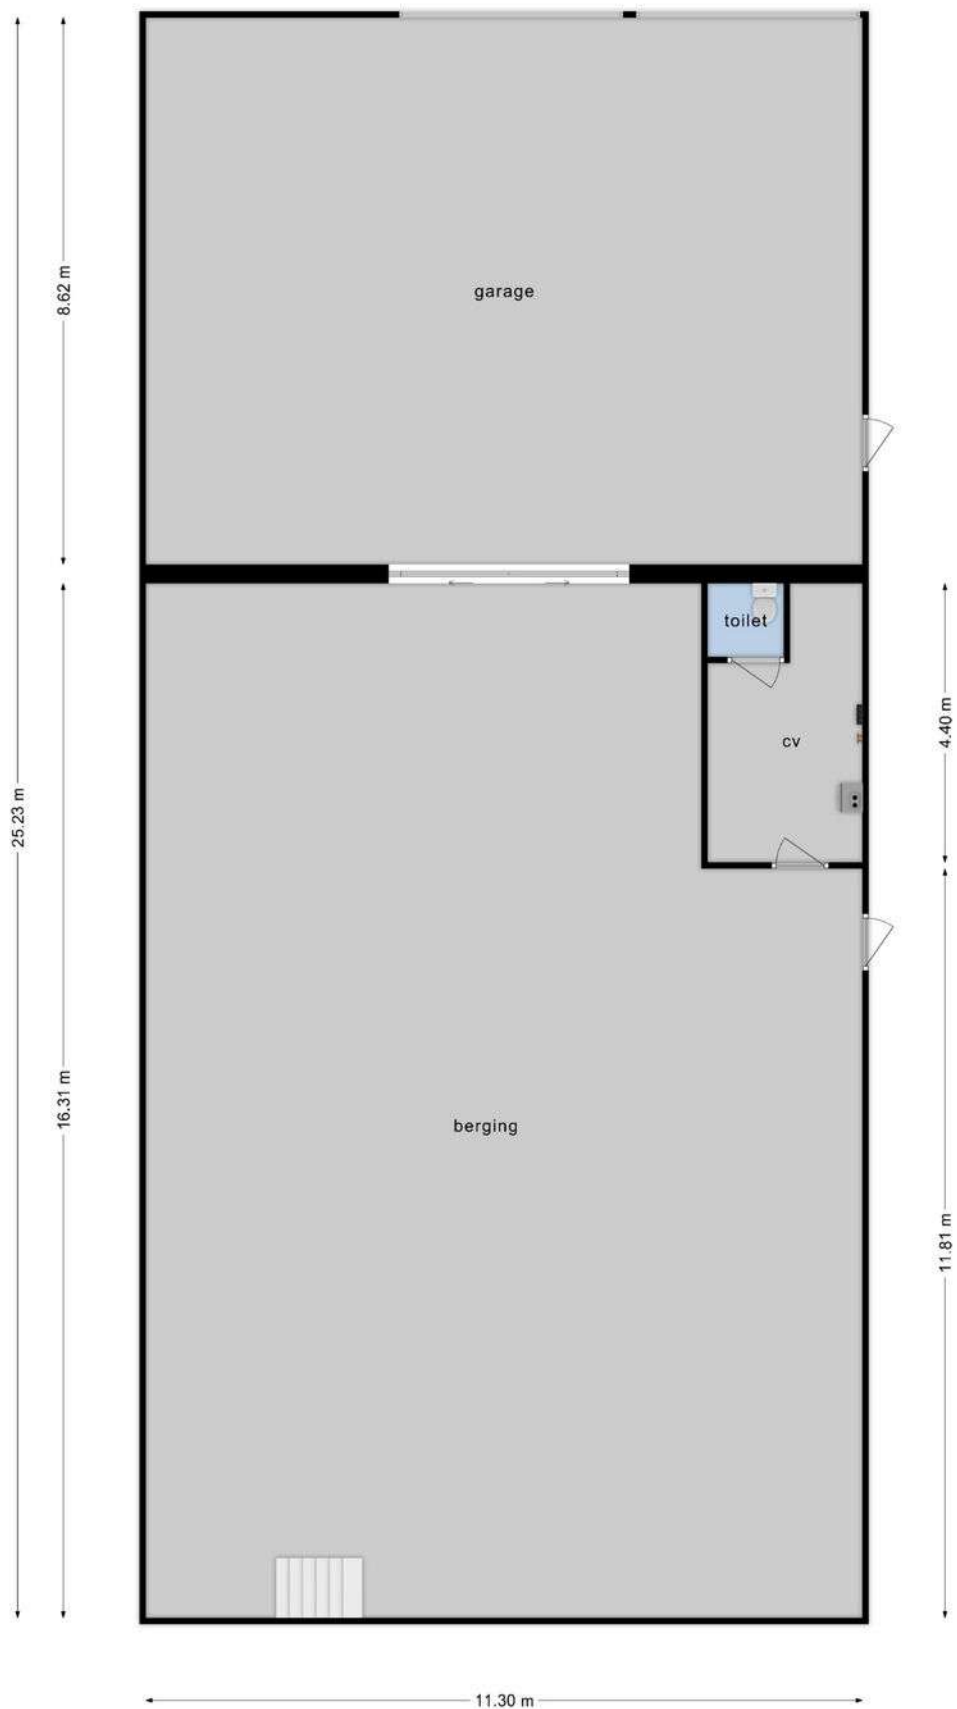 8.62 m
garage
toilet
4.40 m
cv
25.23 m
16.31 m
berging
11.81 m
11.30 m